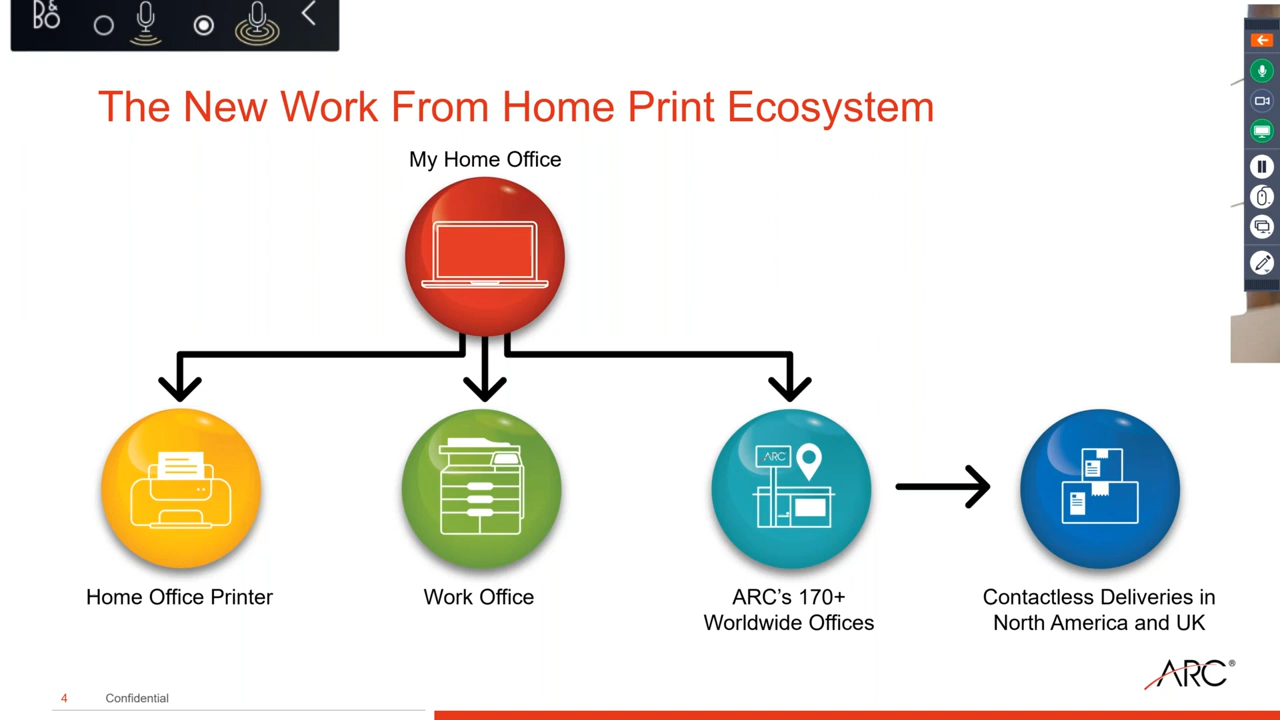 B&O
The New Work From Home Print Ecosystem
My Home Office
ARC
Home Office Printer
Work Office
ARC's 170+
Worldwide Offices
Contactless Deliveries in
North America and UK
ARC®
4 Confidential